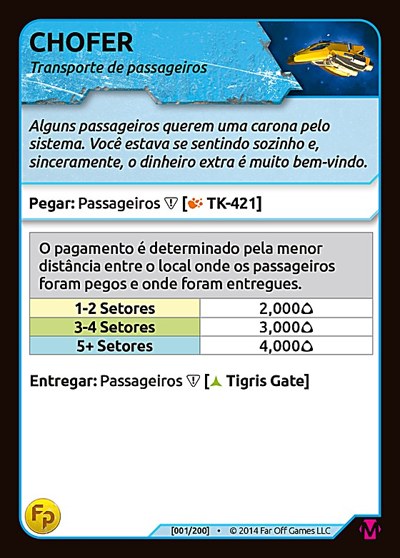 CHOFER
Transporte de passageiros
Alguns passageiros querem uma carona pelo
sistema. Você estava se sentindo sozinho e,
sinceramente, o dinheiro extra é muito bem-vindo.
Pegar: Passageiros [TK-421]
O pagamento é determinado pela menor
distância entre o local onde os passageiros
foram pegos e onde foram entregues.
1-2 Setores 2,000
3-4 Setores 3,000
5+ Setores 4,000
Entregar: Passageiros [Tigris Gate]
FP
[001/200] • © 2014 Far Off Games LLC